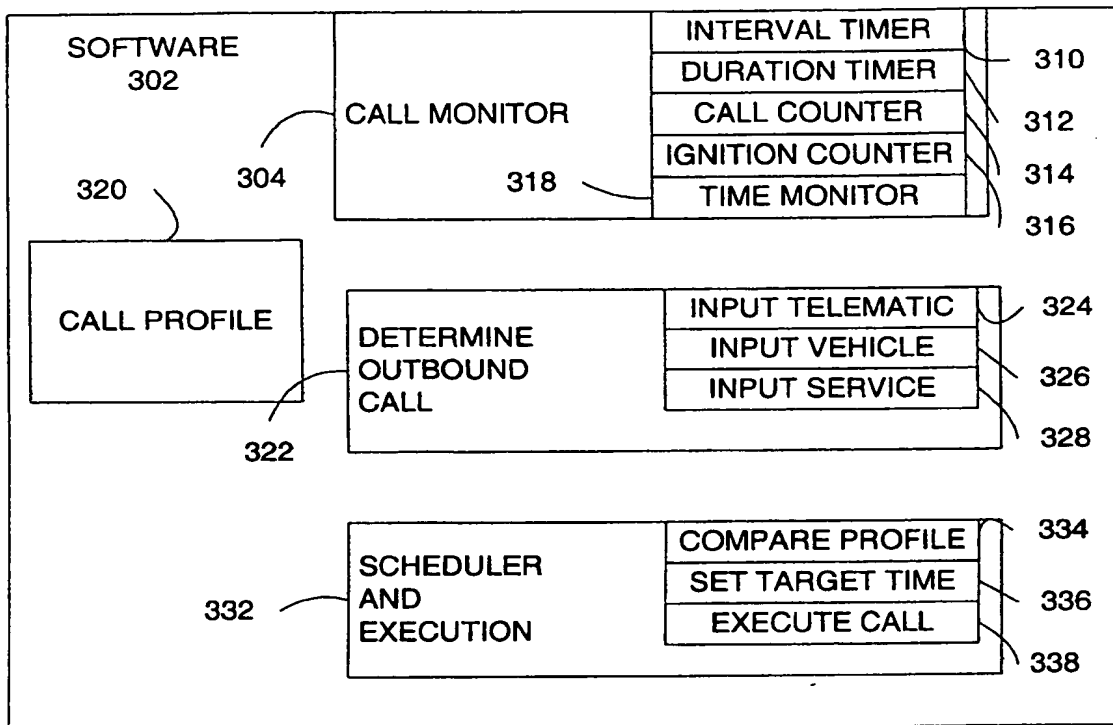 SOFTWARE
302
304
CALL MONITOR
INTERVAL TIMER
310
DURATION TIMER
312
CALL COUNTER
314
IGNITION COUNTER
316
318
TIME MONITOR
320
CALL PROFILE
322
DETERMINE
OUTBOUND
CALL
INPUT TELEMATIC
324
INPUT VEHICLE
326
INPUT SERVICE
328
332
SCHEDULER
AND
EXECUTION
COMPARE PROFILE
334
SET TARGET TIME
336
EXECUTE CALL
338